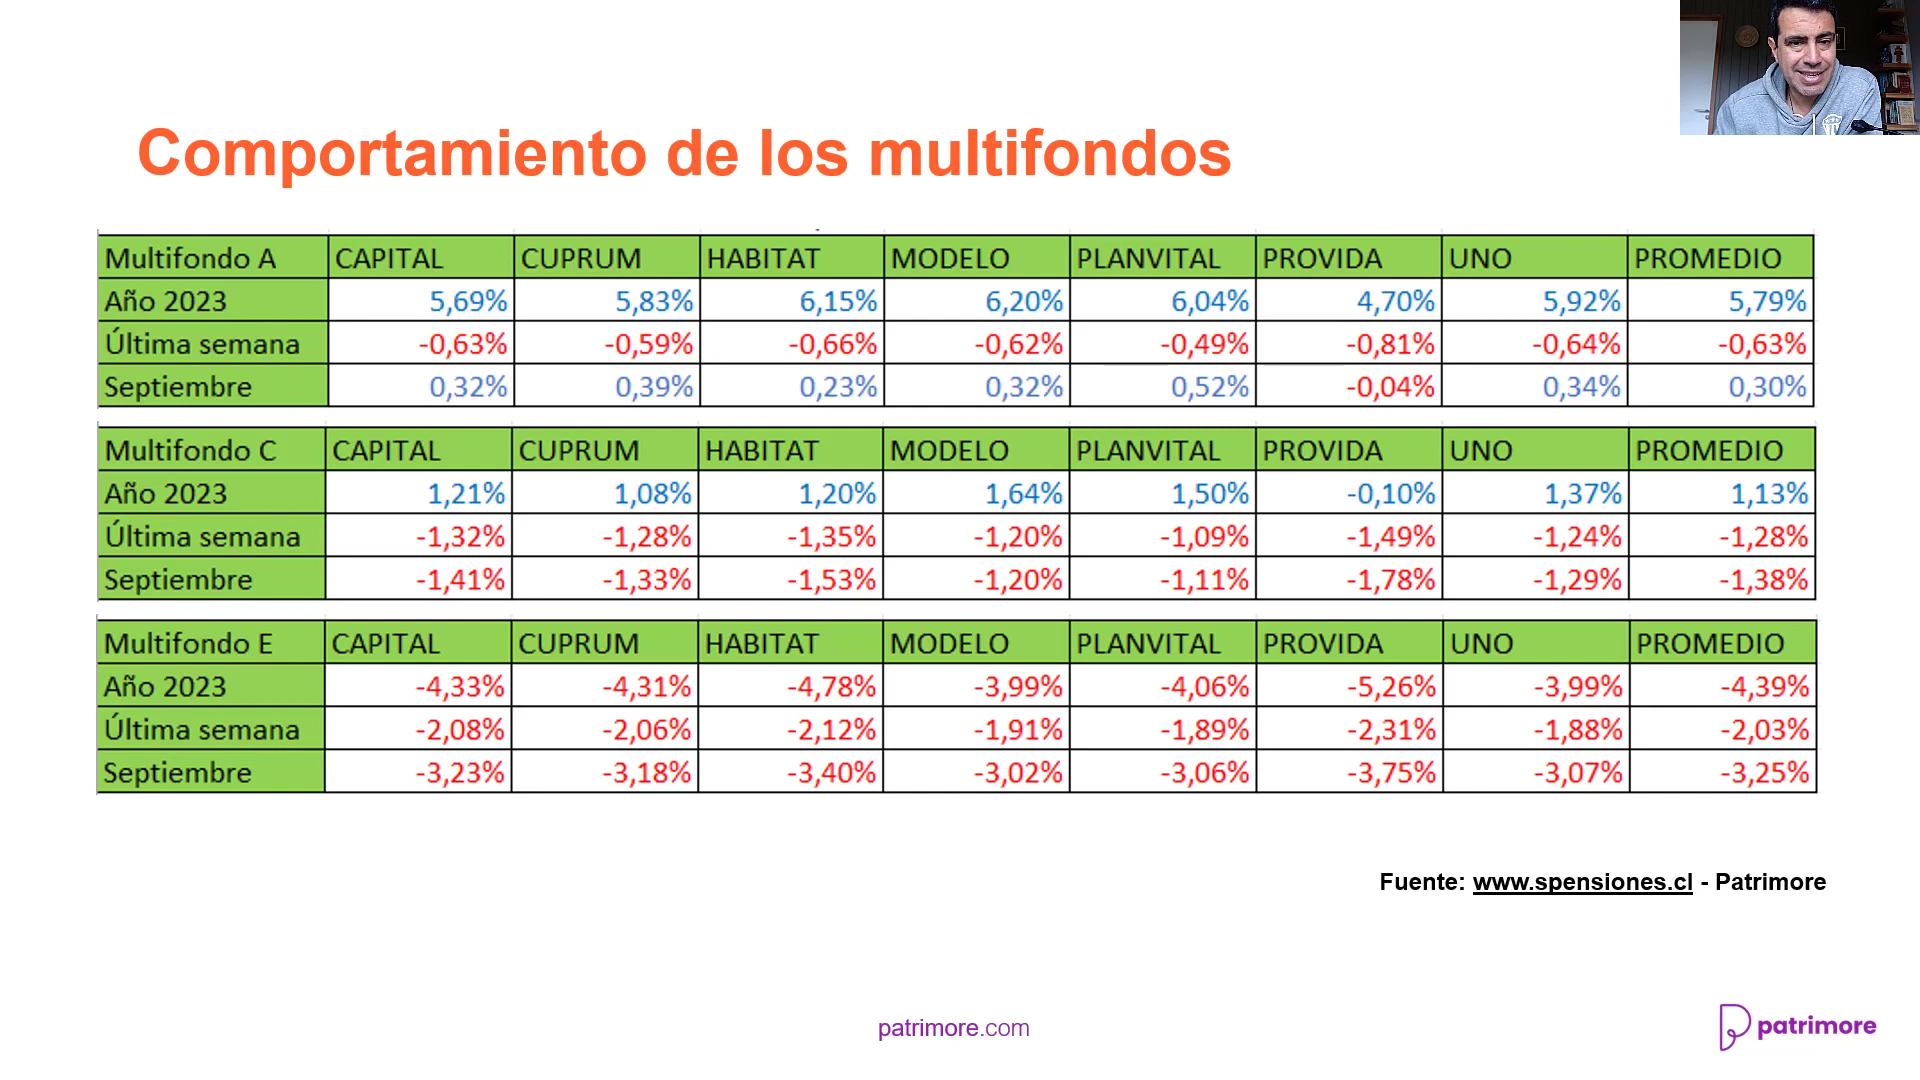 Comportamiento de los multifondos
Multifondo A CAPITAL CUPRUM HABITAT MODELO PLANVITAL PROVIDA UNO PROMEDIO
Año 2023 5,69% 5,83% 6,15% 6,20% 6,04% 4,70% 5,92% 5,79%
Última semana -0,63% -0,59% -0,66% -0,62% -0,49% -0,81% -0,64% -0,63%
Septiembre 0,32% 0,39% 0,23% 0,32% 0,52% -0,04% 0,34% 0,30%
Multifondo C CAPITAL CUPRUM HABITAT MODELO PLANVITAL PROVIDA UNO PROMEDIO
Año 2023 1,21% 1,08% 1,20% 1,64% 1,50% -0,10% 1,37% 1,13%
Última semana -1,32% -1,28% -1,35% -1,20% -1,09% -1,49% -1,24% -1,28%
Septiembre -1,41% -1,33% -1,53% -1,20% -1,11% -1,78% -1,29% -1,38%
Multifondo E CAPITAL CUPRUM HABITAT MODELO PLANVITAL PROVIDA UNO PROMEDIO
Año 2023 -4,33% -4,31% -4,78% -3,99% -4,06% -5,26% -3,99% -4,39%
Última semana -2,08% -2,06% -2,12% -1,91% -1,89% -2,31% -1,88% -2,03%
Septiembre -3,23% -3,18% -3,40% -3,02% -3,06% -3,75% -3,07% -3,25%
Fuente: www.spensiones.cl - Patrimore
patrimore.com
patrimore